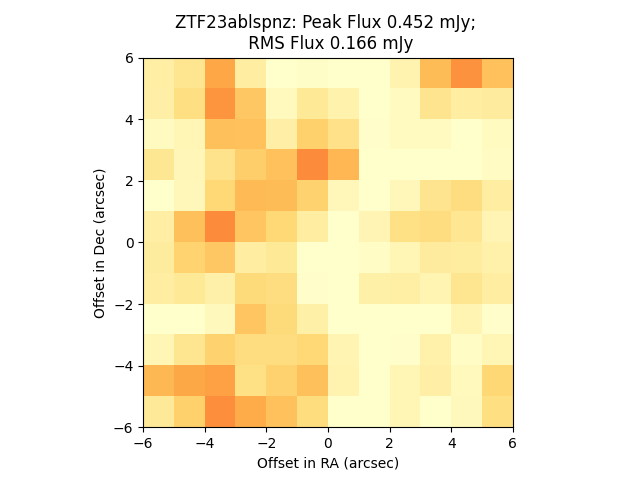 ZTF23ablspnz: Peak Flux 0.452 mJy;
RMS Flux 0.166 mJy
6
4
2
0
−2
−4
−6
Offset in Dec (arcsec)
−6 −4 −2 0 2 4 6
Offset in RA (arcsec)